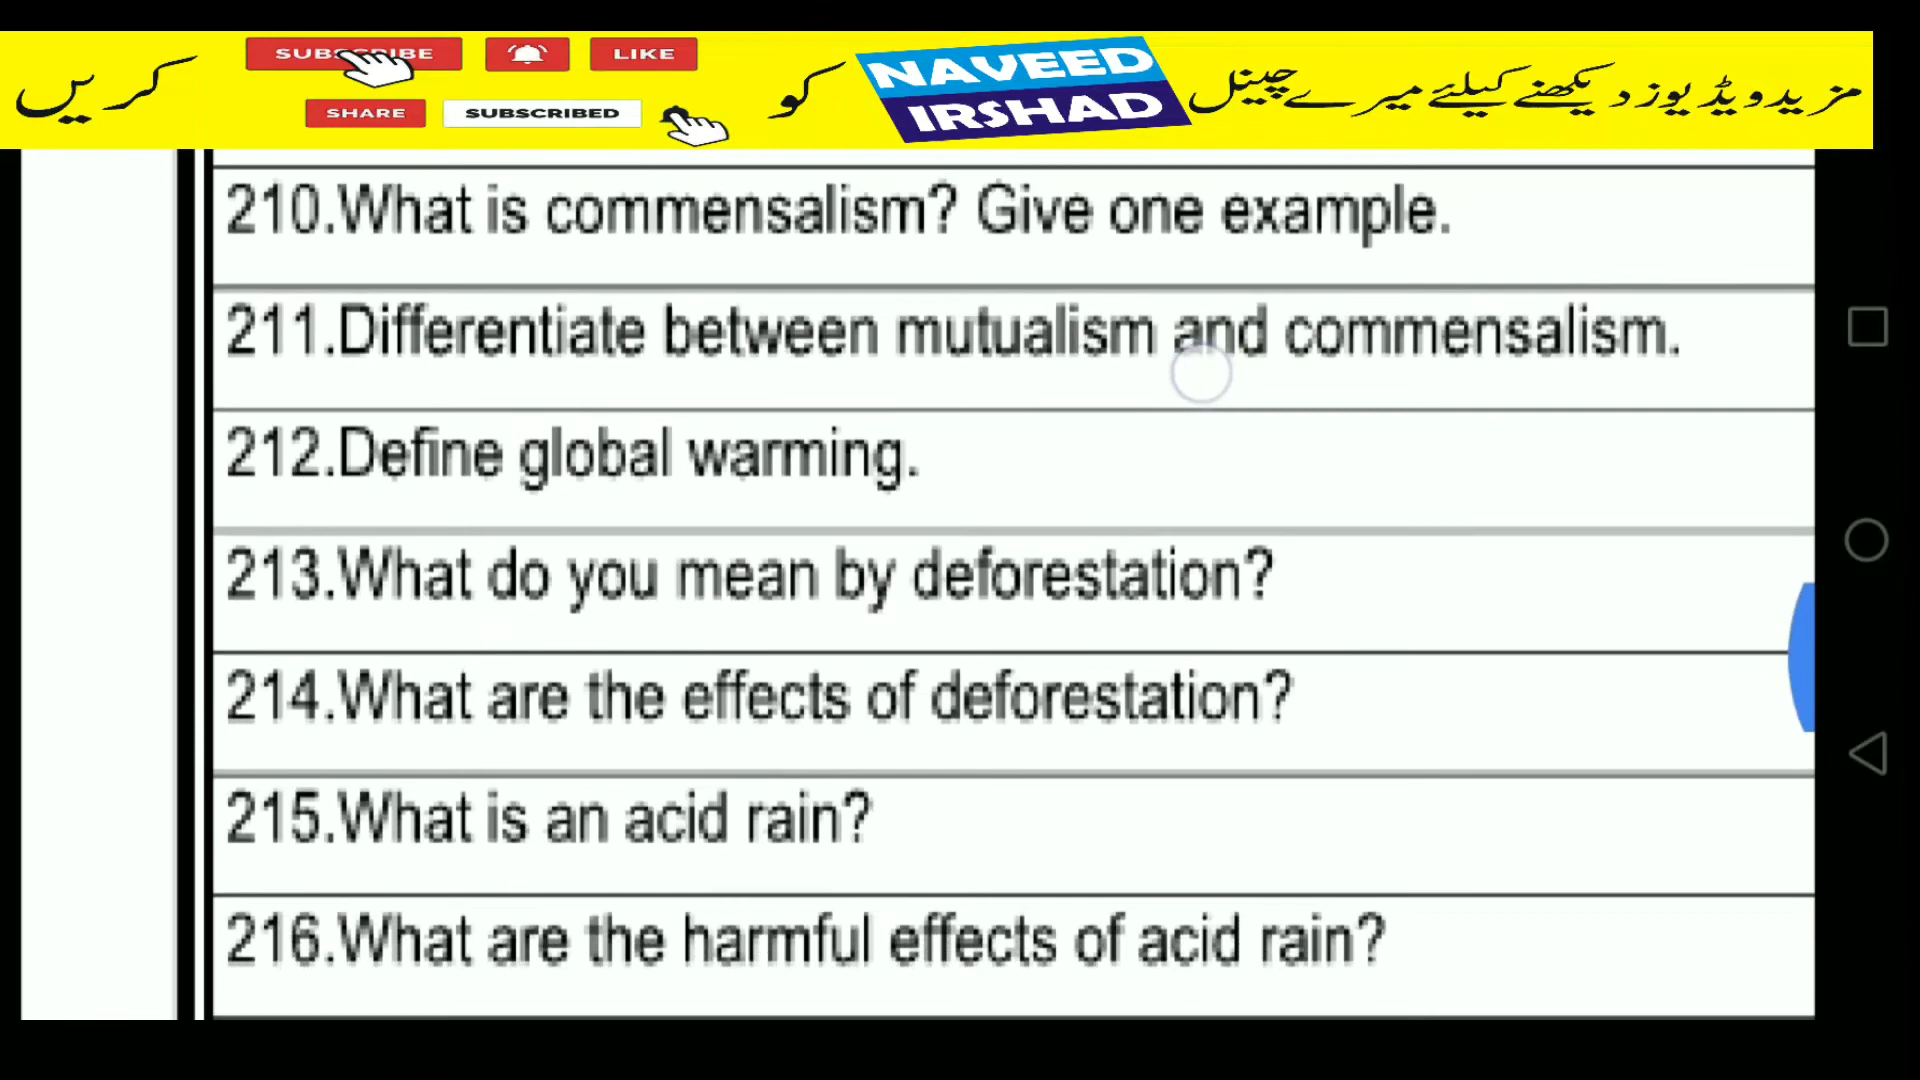 مزید ویڈیوز دیکھنے کیلئے میرے چینل NAVEED IRSHAD کو SUBSCRIBE LIKE SHARE SUBSCRIBED کریں
210.What is commensalism? Give one example.
211.Differentiate between mutualism and commensalism.
212.Define global warming.
213.What do you mean by deforestation?
214.What are the effects of deforestation?
215.What is an acid rain?
216.What are the harmful effects of acid rain?